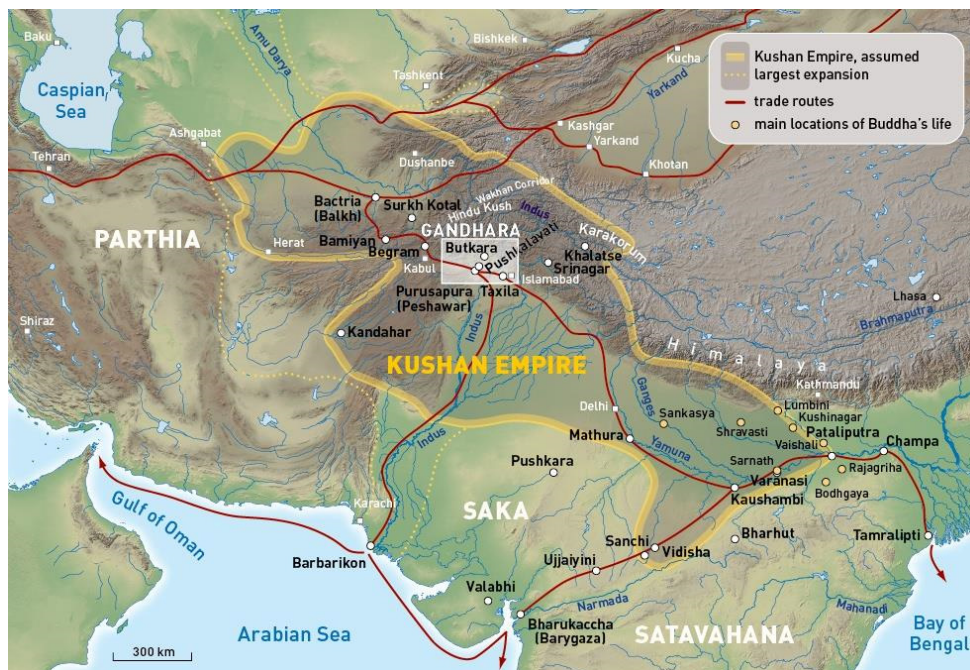 Baku
Bishkek
Kucha
Kushan Empire, assumed
largest expansion
trade routes
main locations of Buddha's life
Amu Darya
Tashkent
Yarkand
Caspian
Sea
Ashgabat
Kashgar
Yarkand
Tehran
Dushanbe
Khotan
Wakhan Corridor
Bactria
(Balkh)
Surkh Kotal
Hindu Kush
Indus
PARTHIA
Bamiyan
GANDHARA
Karakorum
Herat
Begram
Butkara
Pushkalavati
Khalatse
Kabul
Srinagar
Islamabad
Purusapura
(Peshawar)
Taxila
Lhasa
Brahmaputra
Shiraz
Kandahar
Indus
Himalaya
KUSHAN EMPIRE
Kathmandu
Delhi
Ganges
Lumbini
Sankasya
Kushinagar
Shravasti
Pataliputra
Indus
Mathura
Yamuna
Vaishali
Champa
Pushkara
Sarnath
Rajagriha
Varanasi
Bodhgaya
Karachi
Kaushambi
Gulf of Oman
SAKA
Bharhut
Tamralipti
Sanchi
Barbarikon
Vidisha
Ujjaiyini
Valabhi
Narmada
Mahanadi
Bharukaccha
(Barygaza)
Arabian Sea
SATAVAHANA
Bay of
Bengal
300 km